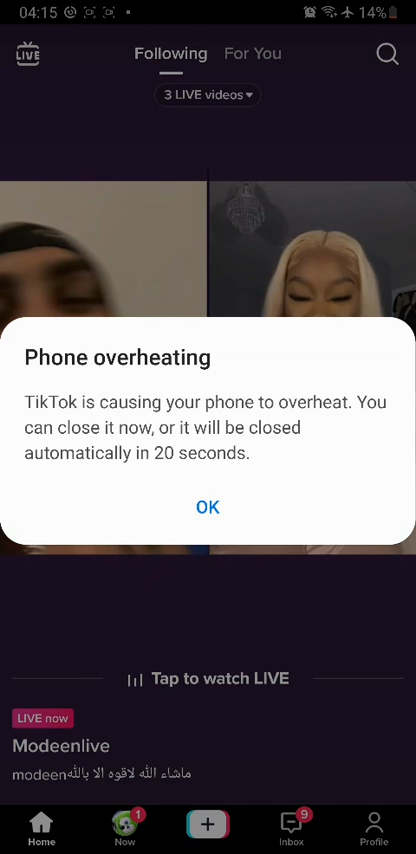 04:15 14%
LIVE Following For You
3 LIVE videos
Phone overheating
TikTok is causing your phone to overheat. You
can close it now, or it will be closed
automatically in 20 seconds.
OK
Tap to watch LIVE
LIVE now
Modeenlive
modeenماشاء الله لاقوه الا بالله
1 9
Home Now Inbox Profile